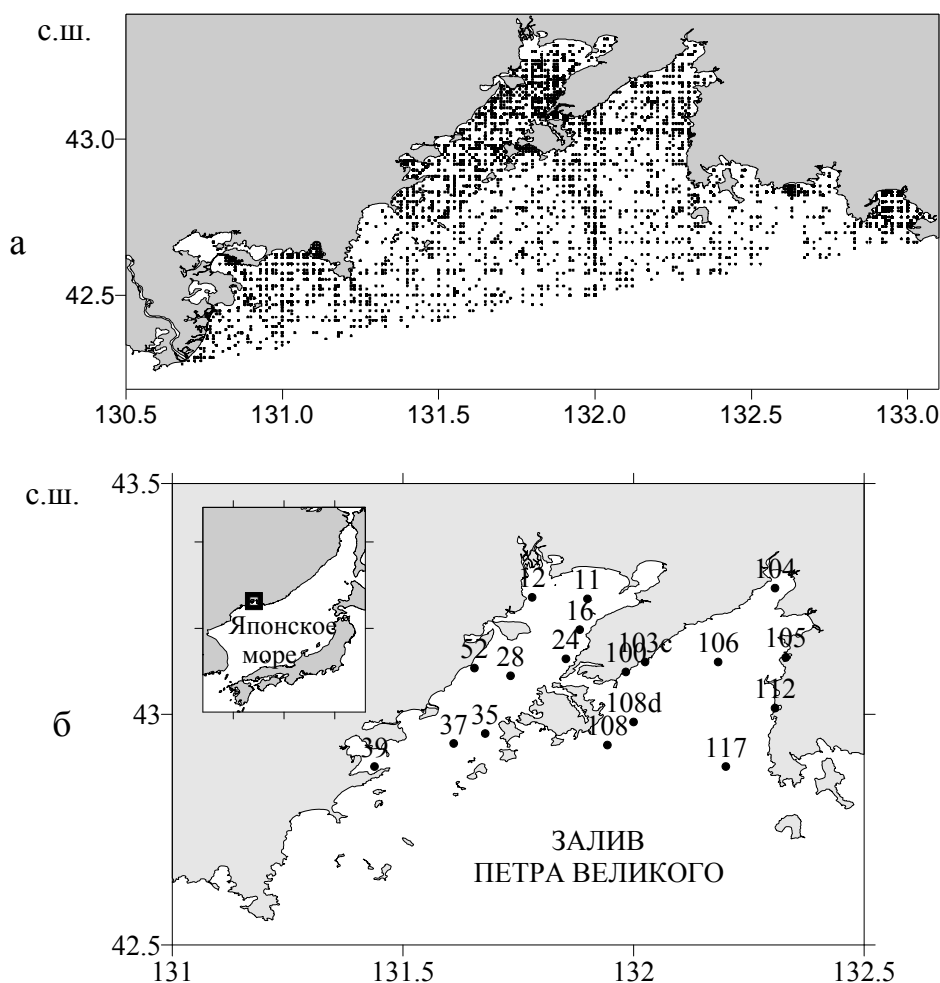 с.ш.
43.0
а
42.5
130.5 131.0 131.5 132.0 132.5 133.0
с.ш.
43.5
104
12 11
16
Японское
море
52 28 24 100 103c 106 105
108d 112
б
43
37 35 108
39 117
ЗАЛИВ
ПЕТРА ВЕЛИКОГО
42.5
131 131.5 132 132.5